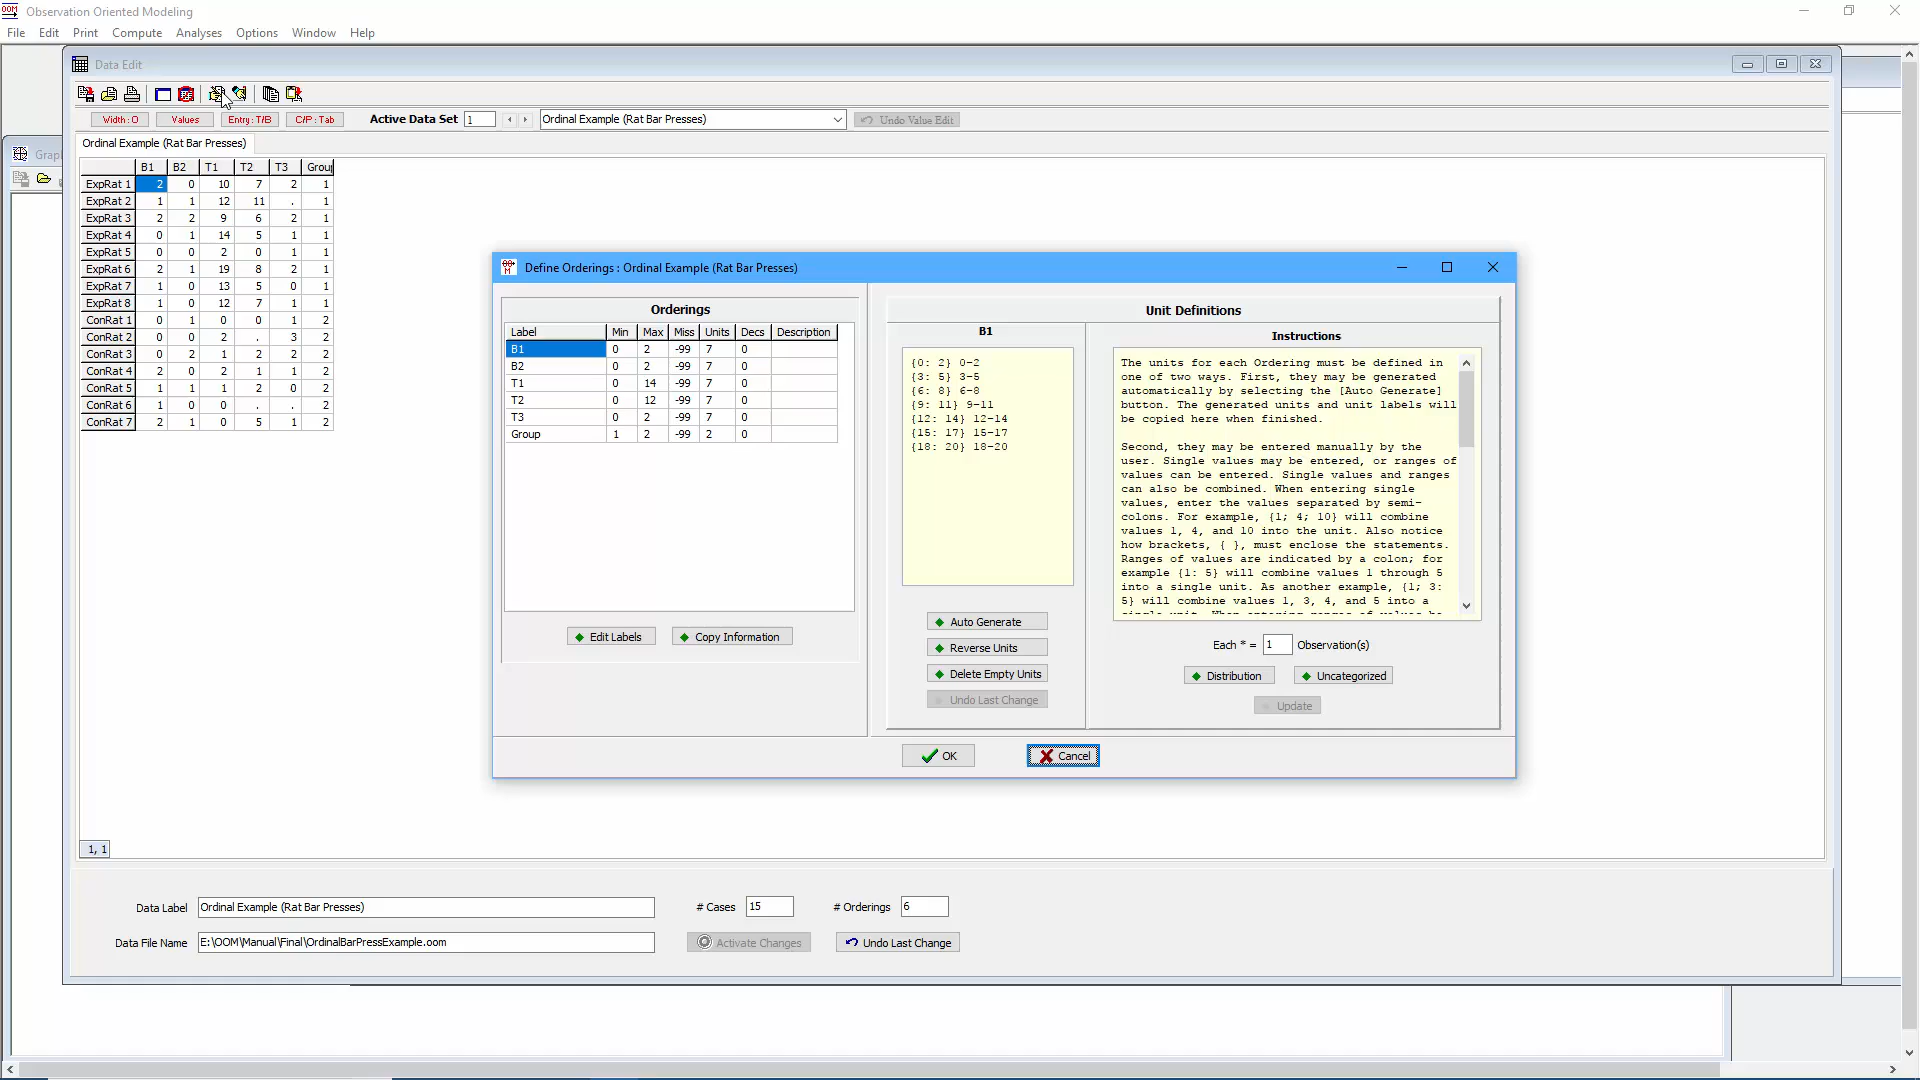 Observation Oriented Modeling
File Edit Print Compute Analyses Options Window Help
Data Edit
Width : O Values Entry : T/B C/P : Tab Active Data Set 1 Ordinal Example (Rat Bar Presses) Undo Value Edit
Ordinal Example (Rat Bar Presses)
Graph
B1 B2 T1 T2 T3 Grou
ExpRat 1 2 0 10 7 2 1
ExpRat 2 1 1 12 11 . 1
ExpRat 3 2 2 9 6 2 1
ExpRat 4 0 1 14 5 1 1
ExpRat 5 0 0 2 0 1 1
ExpRat 6 2 1 19 8 2 1
ExpRat 7 1 0 13 5 0 1
ExpRat 8 1 0 12 7 1 1
ConRat 1 0 1 0 0 1 2
ConRat 2 0 0 2 . 3 2
ConRat 3 0 2 1 2 2 2
ConRat 4 2 0 2 1 1 2
ConRat 5 1 1 1 2 0 2
ConRat 6 1 0 0 . . 2
ConRat 7 2 1 0 5 1 2
1, 1
Define Orderings : Ordinal Example (Rat Bar Presses)
Orderings
Label Min Max Miss Units Decs Description
B1 0 2 -99 7 0
B2 0 2 -99 7 0
T1 0 14 -99 7 0
T2 0 12 -99 7 0
T3 0 2 -99 7 0
Group 1 2 -99 2 0
Edit Labels Copy Information
Unit Definitions
B1
{0: 2} 0-2
{3: 5} 3-5
{6: 8} 6-8
{9: 11} 9-11
{12: 14} 12-14
{15: 17} 15-17
{18: 20} 18-20
Auto Generate
Reverse Units
Delete Empty Units
Undo Last Change
Instructions
The units for each Ordering must be defined in
one of two ways. First, they may be generated
automatically by selecting the [Auto Generate]
button. The generated units and unit labels will
be copied here when finished.
Second, they may be entered manually by the
user. Single values may be entered, or ranges of
values can be entered. Single values and ranges
can also be combined. When entering single
values, enter the values separated by semi-
colons. For example, {1; 4; 10} will combine
values 1, 4, and 10 into the unit. Also notice
how brackets, { }, must enclose the statements.
Ranges of values are indicated by a colon; for
example {1: 5} will combine values 1 through 5
into a single unit. As another example, {1; 3:
5} will combine values 1, 3, 4, and 5 into a
single unit. When entering ranges of values be
Each * = 1 Observation(s)
Distribution Uncategorized
Update
OK Cancel
Data Label Ordinal Example (Rat Bar Presses) # Cases 15 # Orderings 6
Data File Name E:\OOM\Manual\Final\OrdinalBarPressExample.oom Activate Changes Undo Last Change